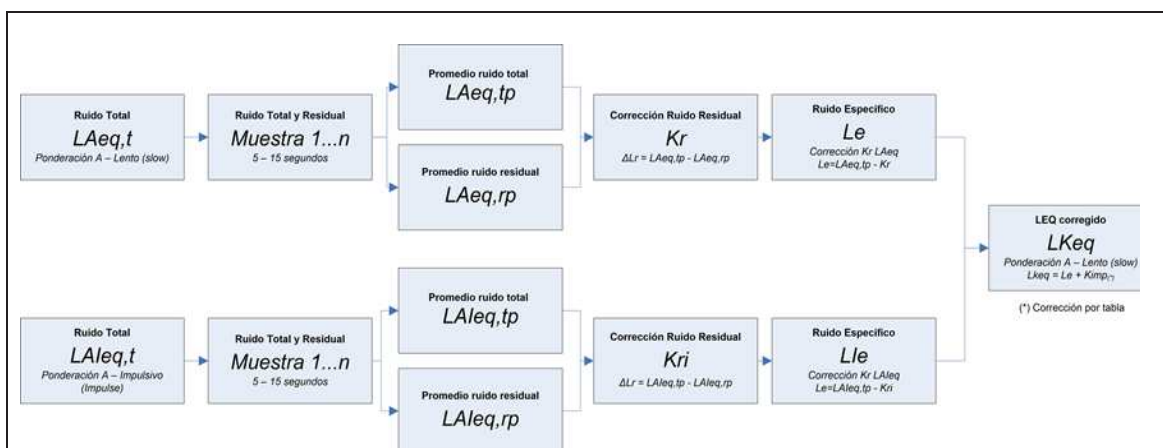 Ruido Total
LAeq,t
Ponderación A – Lento (slow)
Ruido Total y Residual
Muestra 1...n
5 – 15 segundos
Promedio ruido total
LAeq,tp
Promedio ruido residual
LAeq,rp
Corrección Ruido Residual
Kr
ΔLr = LAeq,tp - LAeq,rp
Ruido Específico
Le
Corrección Kr LAeq
Le=LAeq,tp - Kr
Ruido Total
LAIeq,t
Ponderación A – Impulsivo
(Impulse)
Ruido Total y Residual
Muestra 1...n
5 – 15 segundos
Promedio ruido total
LAIeq,tp
Promedio ruido residual
LAIeq,rp
Corrección Ruido Residual
Kri
ΔLr = LAIeq,tp - LAIeq,rp
Ruido Específico
LIe
Corrección Kr LAIeq
Le=LAIeq,tp - Kri
LEQ corregido
LKeq
Ponderación A – Lento (slow)
Lkeq = Le + Kimp(*)
(*) Corrección por tabla